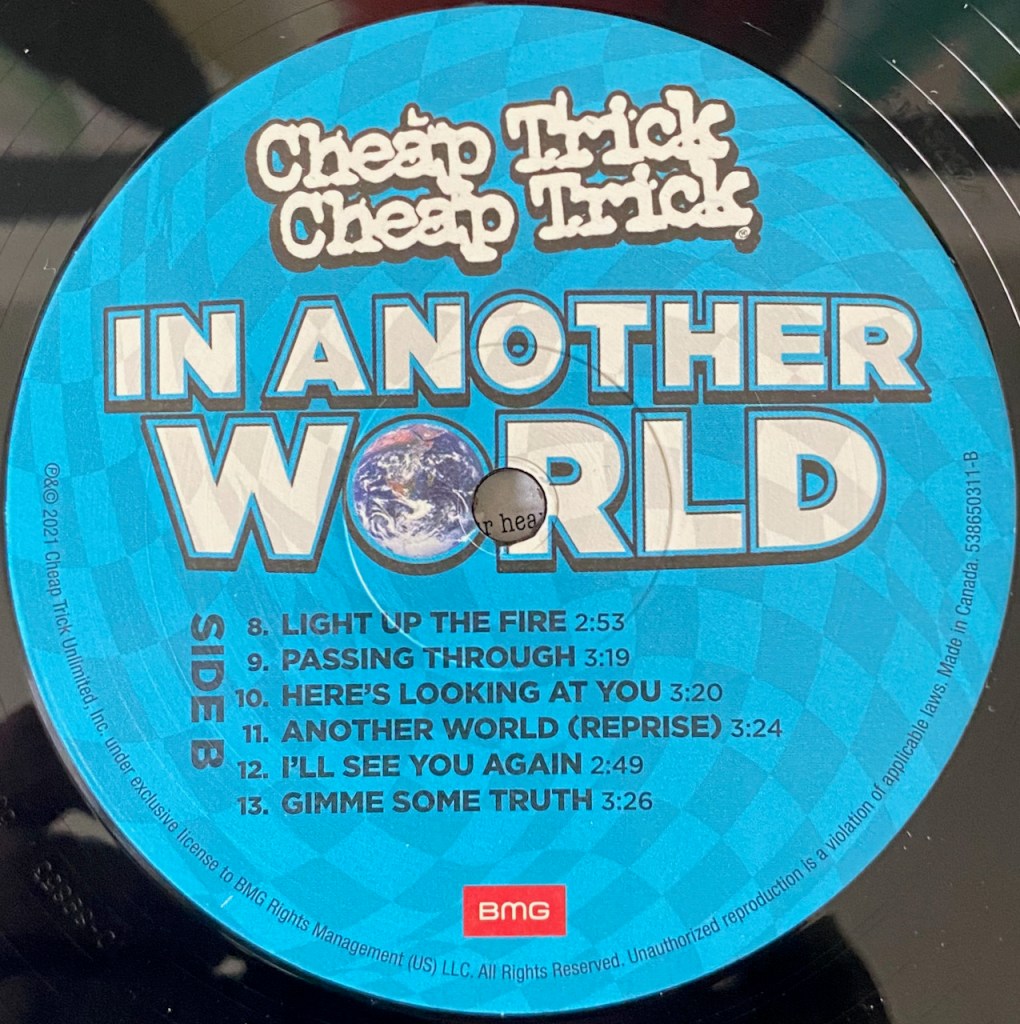 Cheap Trick
Cheap Trick®
IN ANOTHER
WORLD
r hea
SIDE B
8. LIGHT UP THE FIRE 2:53
9. PASSING THROUGH 3:19
10. HERE'S LOOKING AT YOU 3:20
11. ANOTHER WORLD (REPRISE) 3:24
12. I'LL SEE YOU AGAIN 2:49
13. GIMME SOME TRUTH 3:26
BMG
℗&© 2021 Cheap Trick Unlimited, Inc. under exclusive license to BMG Rights Management (US) LLC. All Rights Reserved. Unauthorized reproduction is a violation of applicable laws. Made in Canada. 538650311-B